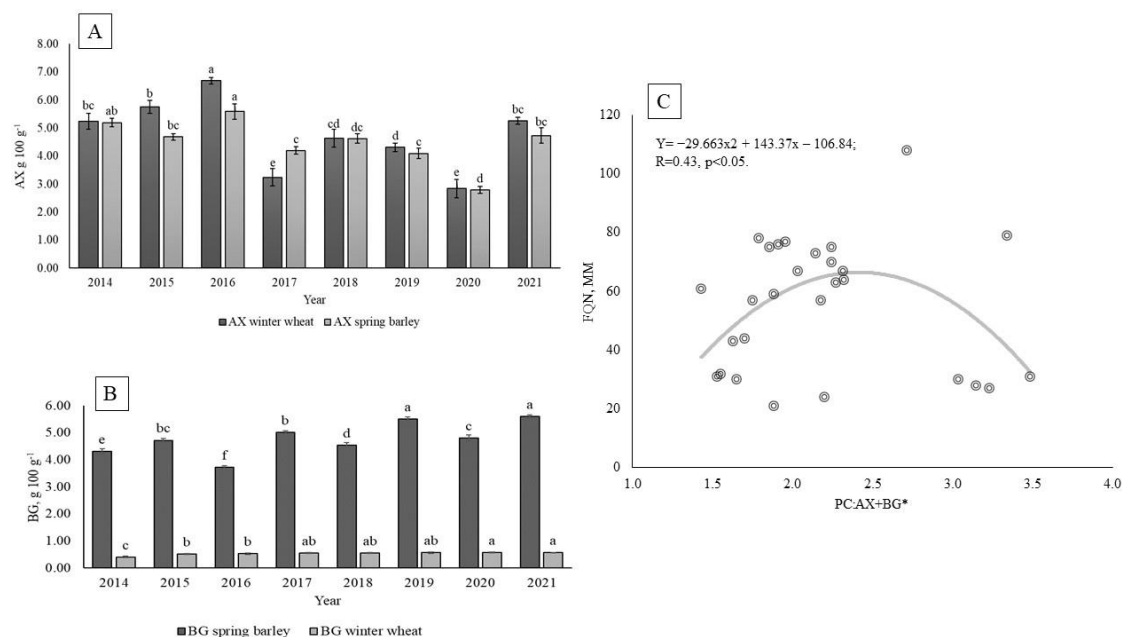 A
8.00
7.00
6.00
5.00
4.00
3.00
2.00
1.00
0.00
AX g 100 g-1
bc ab b bc a a e c cd dc d c e d bc bc
2014 2015 2016 2017 2018 2019 2020 2021
Year
AX winter wheat AX spring barley
B
6.00
5.00
4.00
3.00
2.00
1.00
0.00
BG, g 100 g-1
e c bc b f b b ab d ab a ab c a a a
2014 2015 2016 2017 2018 2019 2020 2021
Year
BG spring barley BG winter wheat
C
Y= −29.663x2 + 143.37x − 106.84;
R=0.43, p<0.05.
120
100
80
60
40
20
0
FQN, MM
1.0 1.5 2.0 2.5 3.0 3.5 4.0
PC:AX+BG*